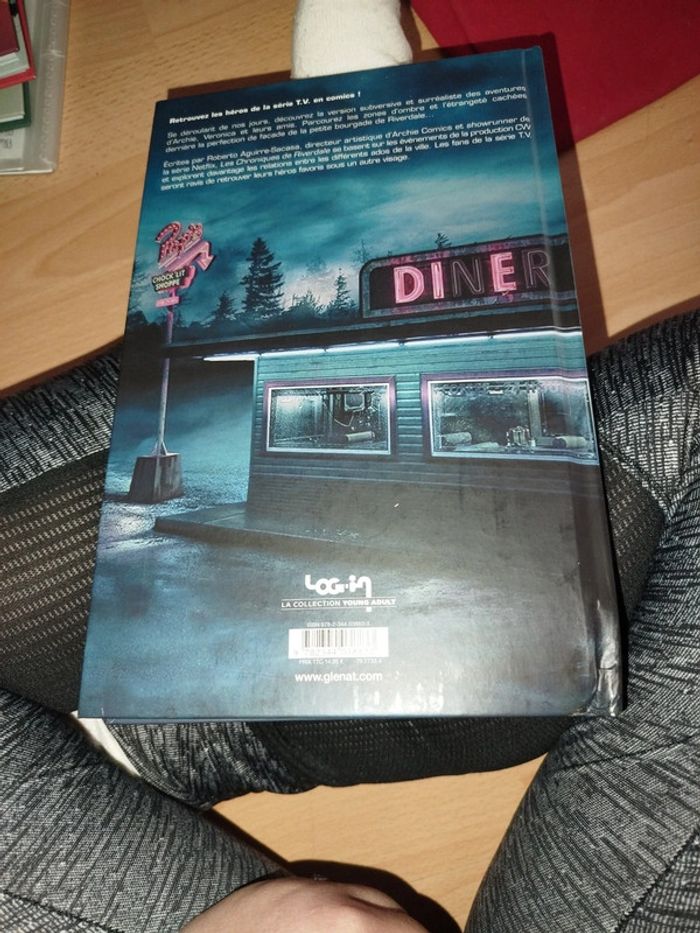 Retrouvez les héros de la série T.V. en comics !
Se déroulant de nos jours, découvrez la version subversive et surréaliste des aventures
d'Archie, Veronica et leurs amis. Parcourez les zones d'ombre et l'étrangeté cachées
derrière la perfection de façade de la petite bourgade de Riverdale...
Écrites par Roberto Aguirre-Sacasa, directeur artistique d'Archie Comics et showrunner de
la série Netflix, Les Chroniques de Riverdale se basent sur les événements de la production CW
et explorent davantage les relations entre les différents ados de la ville. Les fans de la série T.V.
seront ravis de retrouver leurs héros favoris sous un autre visage.
CHOCK'LIT
SHOPPE
DINER
LOG-IN
LA COLLECTION YOUNG ADULT
PRIX TTC 14.95 €
www.glenat.com